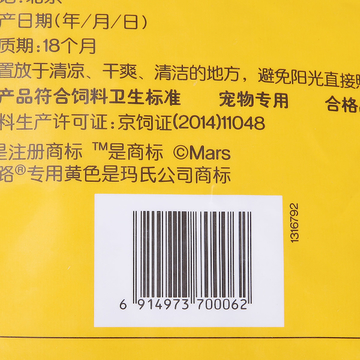 产日期(年/月/日)
质期:18个月
置放于清凉、干爽、清洁的地方, 避免阳光直接
产品符合饲料卫生标准 宠物专用 合格
料生产许可证: 京饲证(2014)11048
是注册商标 ™是商标 ©Mars
路®专用黄色是玛氏公司商标
1316792
6 914973 700062